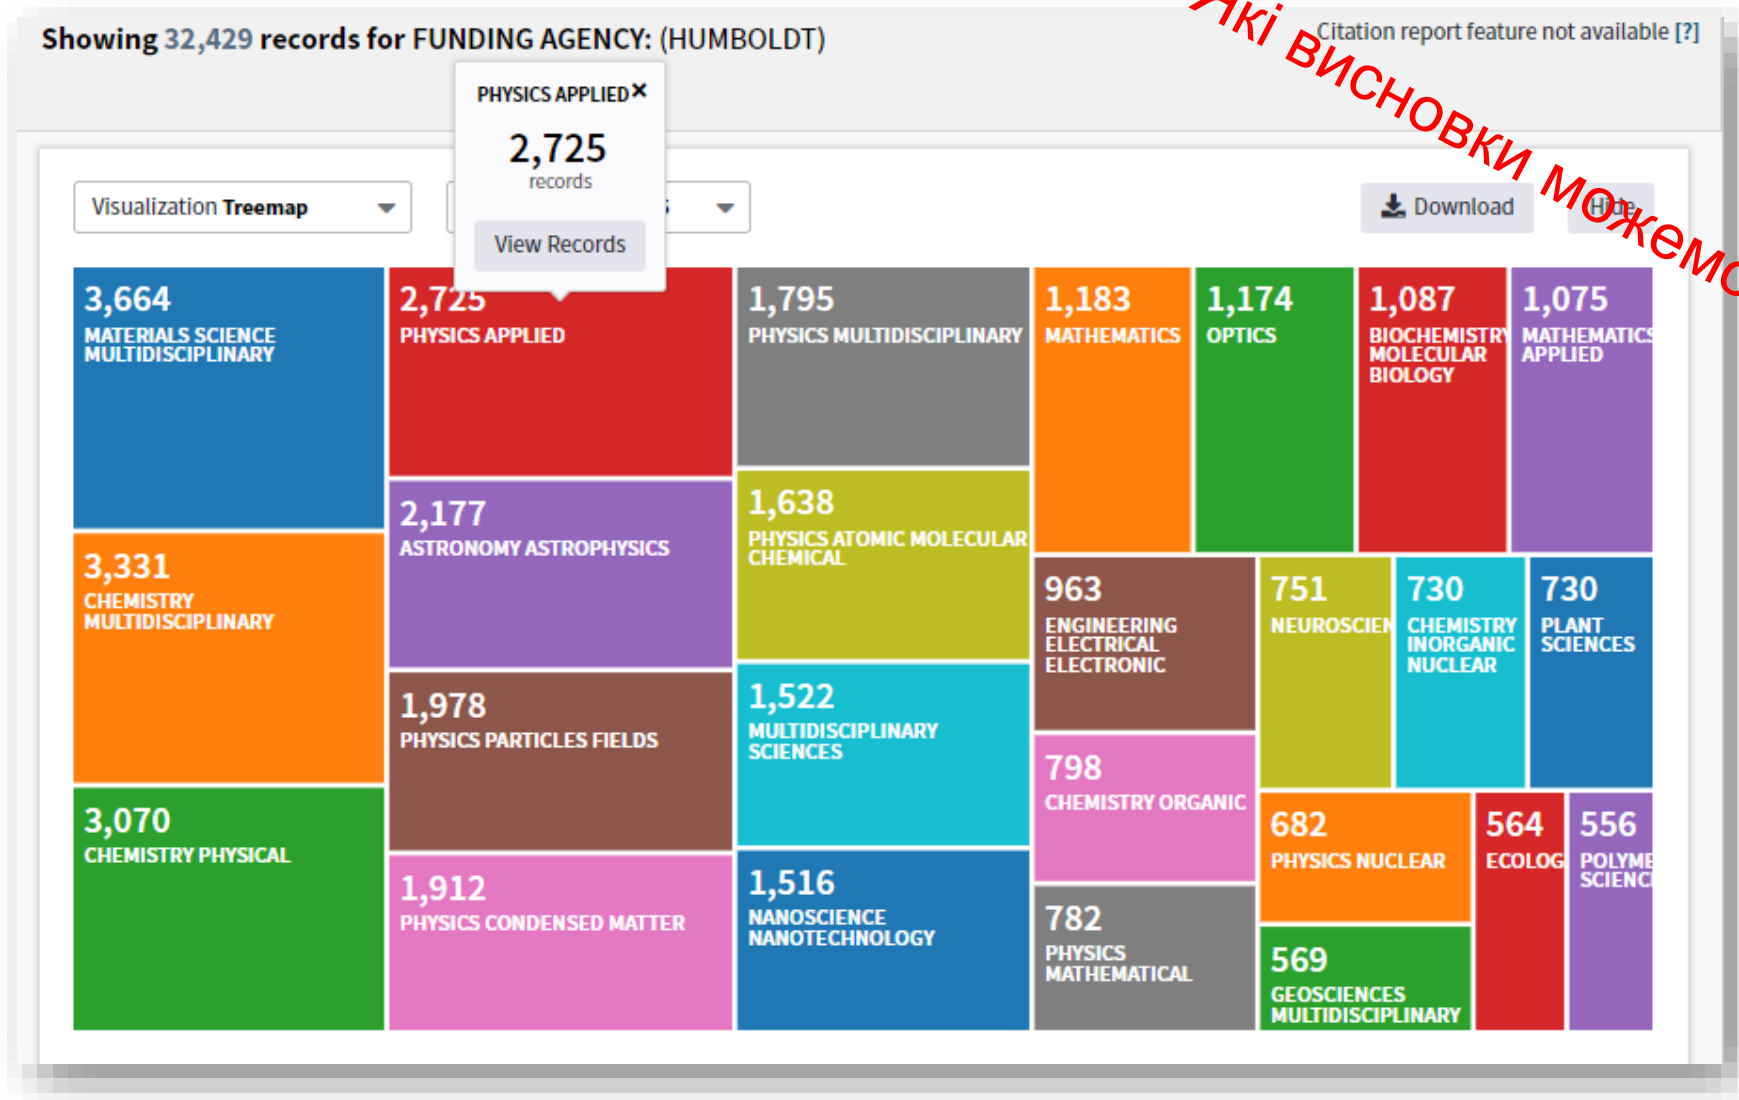 Які висновки можемо
Showing 32,429 records for FUNDING AGENCY: (HUMBOLDT)
Citation report feature not available [?]
PHYSICS APPLIED×
2,725
records
View Records
Visualization Treemap
Download
Hide
3,664
MATERIALS SCIENCE
MULTIDISCIPLINARY
3,331
CHEMISTRY
MULTIDISCIPLINARY
3,070
CHEMISTRY PHYSICAL
2,725
PHYSICS APPLIED
2,177
ASTRONOMY ASTROPHYSICS
1,978
PHYSICS PARTICLES FIELDS
1,912
PHYSICS CONDENSED MATTER
1,795
PHYSICS MULTIDISCIPLINARY
1,638
PHYSICS ATOMIC MOLECULAR
CHEMICAL
1,522
MULTIDISCIPLINARY
SCIENCES
1,516
NANOSCIENCE
NANOTECHNOLOGY
1,183
MATHEMATICS
1,174
OPTICS
1,087
BIOCHEMISTRY
MOLECULAR
BIOLOGY
1,075
MATHEMATICS
APPLIED
963
ENGINEERING
ELECTRICAL
ELECTRONIC
798
CHEMISTRY ORGANIC
782
PHYSICS
MATHEMATICAL
751
NEUROSCIEN
730
CHEMISTRY
INORGANIC
NUCLEAR
730
PLANT
SCIENCES
682
PHYSICS NUCLEAR
569
GEOSCIENCES
MULTIDISCIPLINARY
564
ECOLOG
556
POLYME
SCIENC